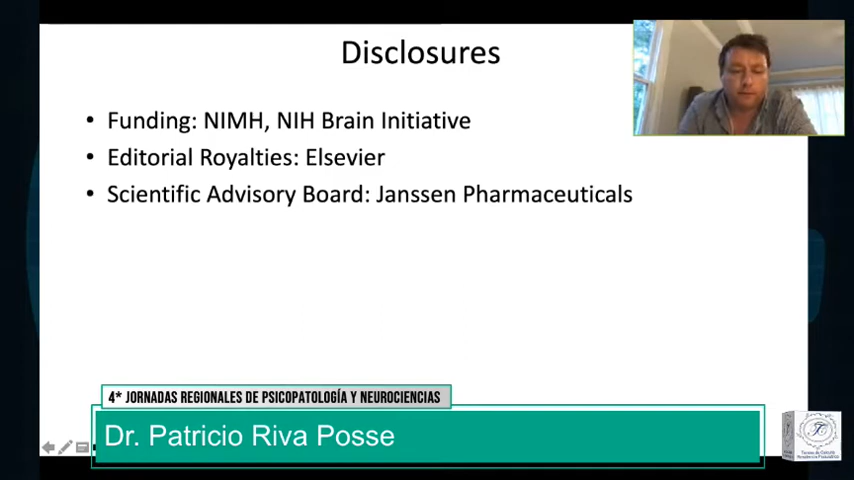 Disclosures
• Funding: NIMH, NIH Brain Initiative
• Editorial Royalties: Elsevier
• Scientific Advisory Board: Janssen Pharmaceuticals
4* JORNADAS REGIONALES DE PSICOPATOLOGÍA Y NEUROCIENCIAS
Dr. Patricio Riva Posse